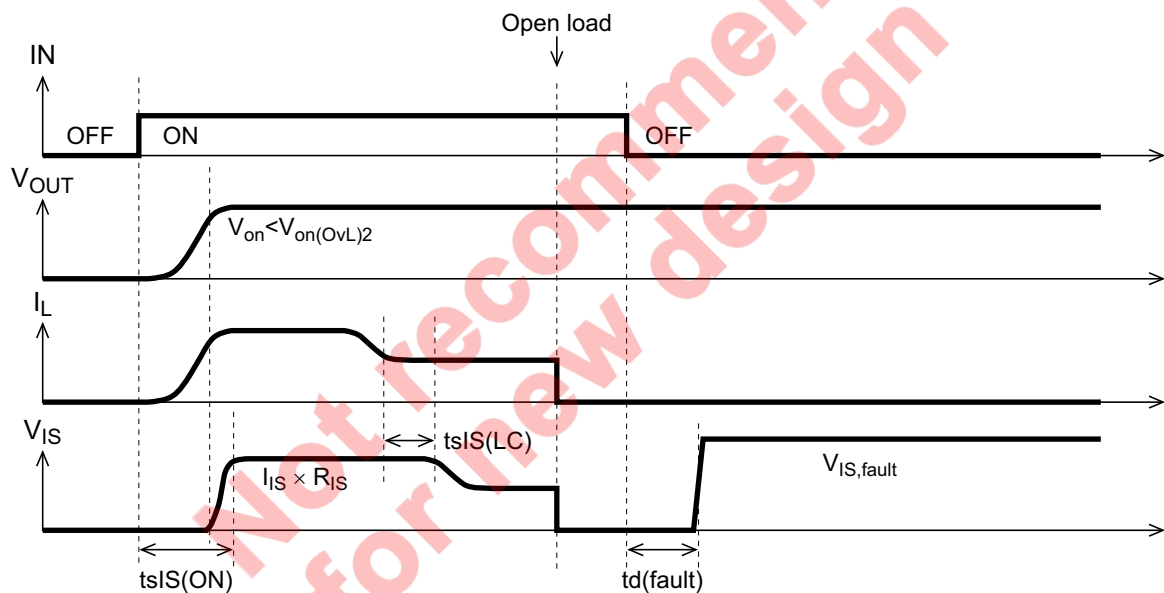 Open load
IN
OFF
ON
OFF
VOUT
Von<Von(OvL)2
IL
VIS
tsIS(LC)
IIS × RIS
VIS,fault
tsIS(ON)
td(fault)
Not recommen
for new design